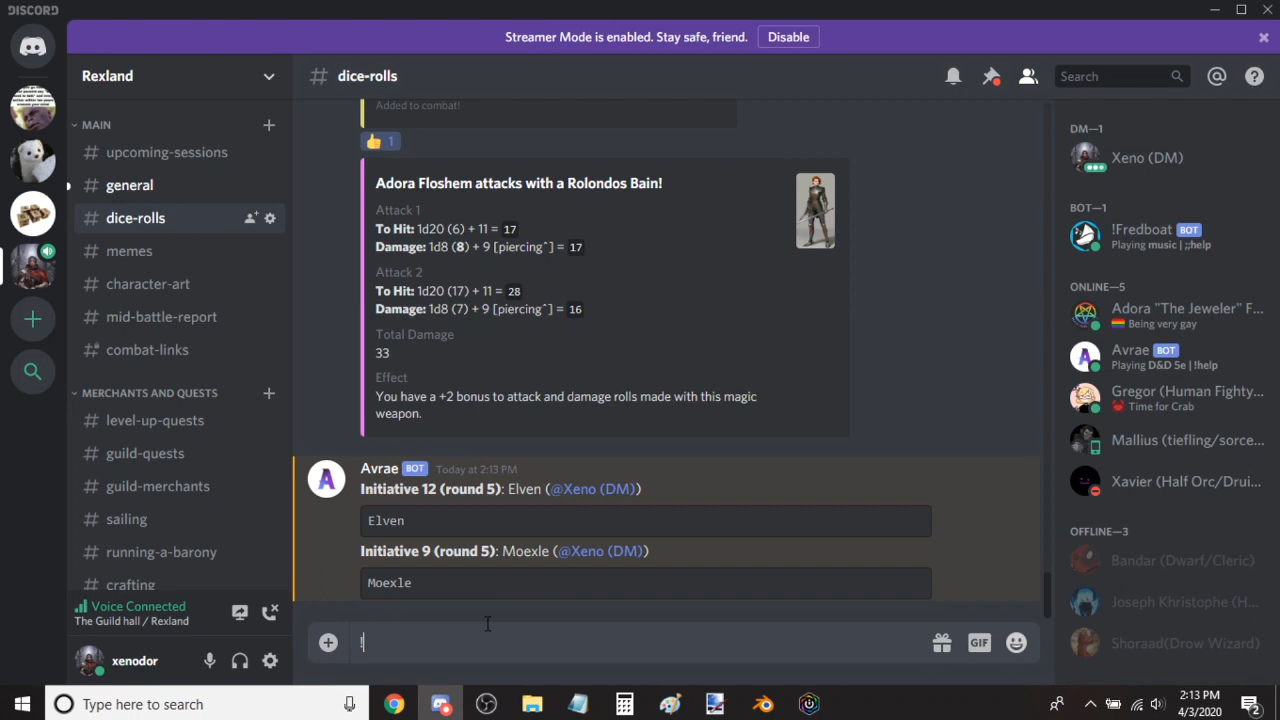 DISCORD
Streamer Mode is enabled. Stay safe, friend. Disable
Rexland
# dice-rolls
Search
MAIN
# upcoming-sessions
# general
# dice-rolls
# memes
# character-art
# mid-battle-report
# combat-links
MERCHANTS AND QUESTS
# level-up-quests
# guild-quests
# guild-merchants
# sailing
# running-a-barony
# crafting
Voice Connected
The Guild hall / Rexland
xenodor
Added to combat!
👍 1
Adora Floshem attacks with a Rolondos Bain!
Attack 1
To Hit: 1d20 (6) + 11 = 17
Damage: 1d8 (8) + 9 [piercing^] = 17
Attack 2
To Hit: 1d20 (17) + 11 = 28
Damage: 1d8 (7) + 9 [piercing^] = 16
Total Damage
33
Effect
You have a +2 bonus to attack and damage rolls made with this magic
weapon.
Avrae BOT Today at 2:13 PM
Initiative 12 (round 5): Elven (@Xeno (DM))
Elven
Initiative 9 (round 5): Moexle (@Xeno (DM))
Moexle
!
GIF
DM—1
Xeno (DM)
BOT—1
!Fredboat BOT
Playing music | ;;help
ONLINE—5
Adora "The Jeweler" F...
Being very gay
Avrae BOT
Playing D&D 5e | !help
Gregor (Human Fighty...
Time for Crab
Mallius (tiefling/sorce...
Xavier (Half Orc/Drui...
OFFLINE—3
Bandar (Dwarf/Cleric)
Joseph Khristophe (H...
Shoraad(Drow Wizard)
Type here to search
2:13 PM
4/3/2020
2